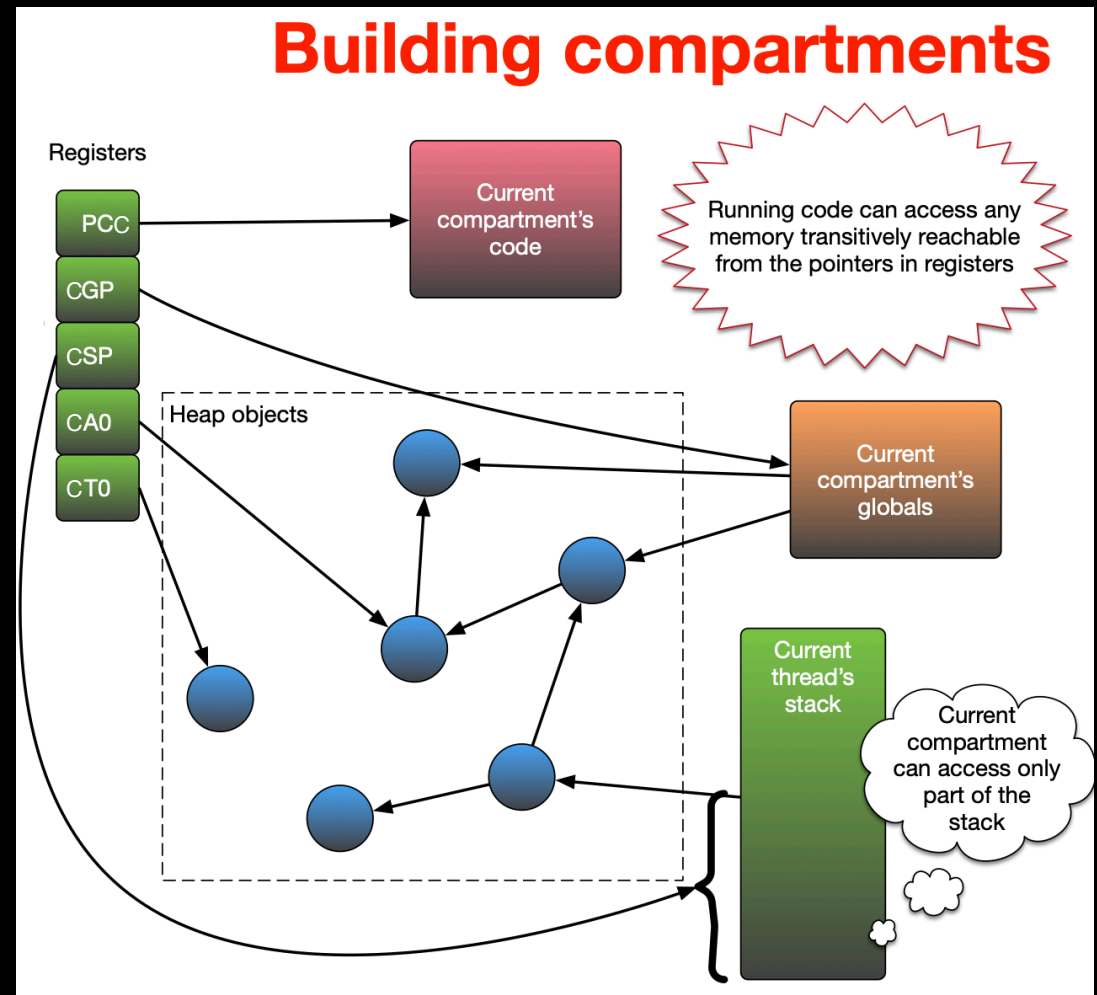 Building compartments
Registers
PCC
CGP
CSP
CA0
CT0
Current
compartment's
code
Running code can access any
memory transitively reachable
from the pointers in registers
Heap objects
Current
compartment's
globals
Current
thread's
stack
Current
compartment
can access only
part of the
stack